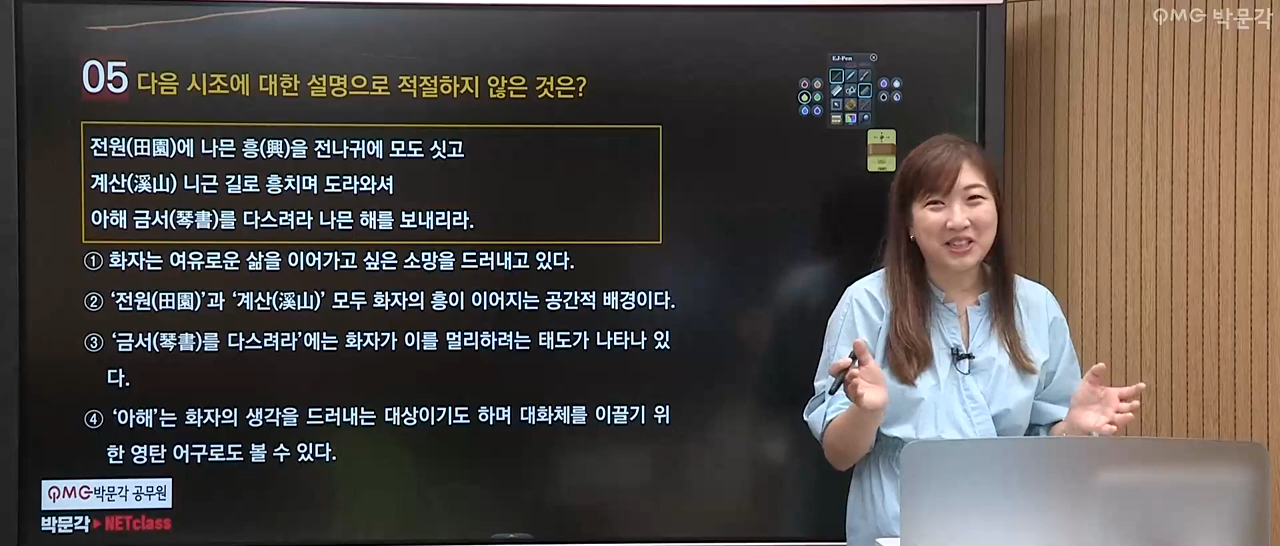 QMG 박문각
EJ-Pen
05 다음 시조에 대한 설명으로 적절하지 않은 것은?
전원(田園)에 나믄 흥(興)을 전나귀에 모도 싯고
계산(溪山) 니근 길로 흥치며 도라와셔
아해 금서(琴書)를 다스려라 나믄 해를 보내리라.
① 화자는 여유로운 삶을 이어가고 싶은 소망을 드러내고 있다.
② ‘전원(田園)’과 ‘계산(溪山)’ 모두 화자의 흥이 이어지는 공간적 배경이다.
③ ‘금서(琴書)를 다스려라’에는 화자가 이를 멀리하려는 태도가 나타나 있
다.
④ ‘아해’는 화자의 생각을 드러내는 대상이기도 하며 대화체를 이끌기 위
한 영탄 어구로도 볼 수 있다.
QMG박문각 공무원
박문각 ▶ NETclass